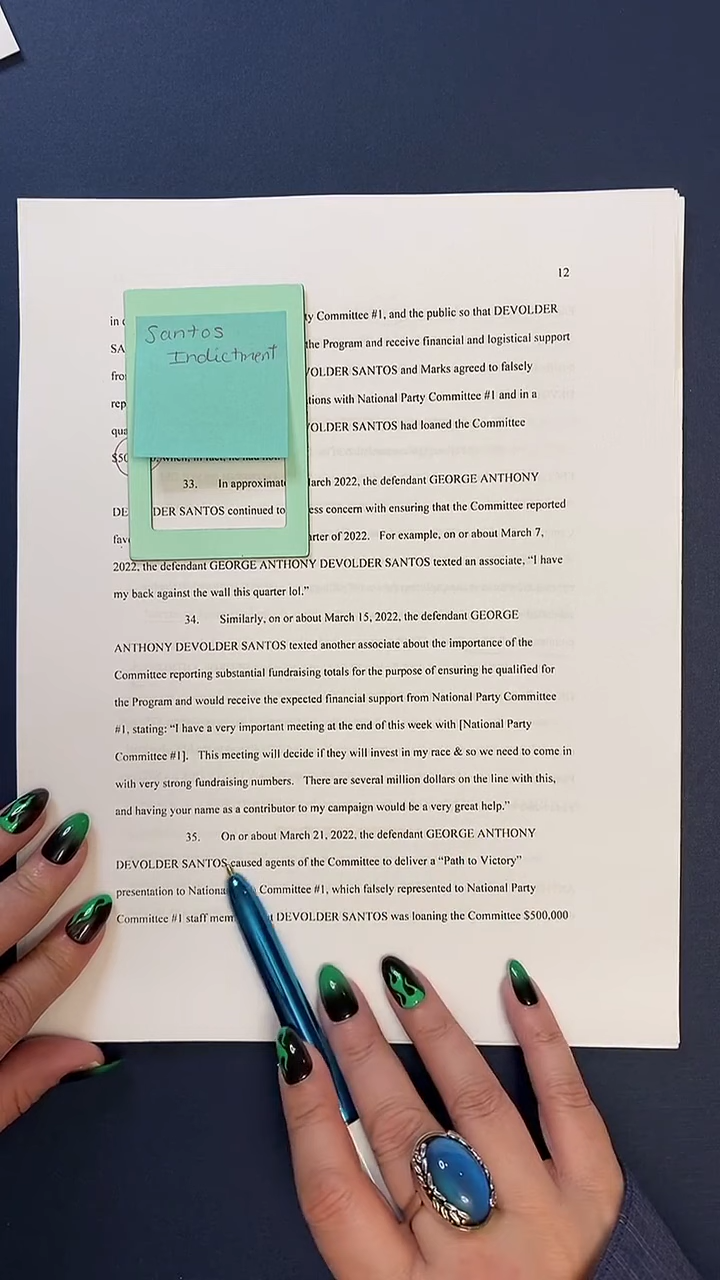 12
in ty Committee #1, and the public so that DEVOLDER
SA the Program and receive financial and logistical support
fro VOLDER SANTOS and Marks agreed to falsely
rep tions with National Party Committee #1 and in a
qua VOLDER SANTOS had loaned the Committee
$50 when, in fact, he had not.
Santos
Indictment
33. In approximate March 2022, the defendant GEORGE ANTHONY
DE DER SANTOS continued to ess concern with ensuring that the Committee reported
fav rter of 2022. For example, on or about March 7,
2022, the defendant GEORGE ANTHONY DEVOLDER SANTOS texted an associate, “I have
my back against the wall this quarter lol.”
34. Similarly, on or about March 15, 2022, the defendant GEORGE
ANTHONY DEVOLDER SANTOS texted another associate about the importance of the
Committee reporting substantial fundraising totals for the purpose of ensuring he qualified for
the Program and would receive the expected financial support from National Party Committee
#1, stating: “I have a very important meeting at the end of this week with [National Party
Committee #1]. This meeting will decide if they will invest in my race & so we need to come in
with very strong fundraising numbers. There are several million dollars on the line with this,
and having your name as a contributor to my campaign would be a very great help.”
35. On or about March 21, 2022, the defendant GEORGE ANTHONY
DEVOLDER SANTOS caused agents of the Committee to deliver a “Path to Victory”
presentation to Nationa Committee #1, which falsely represented to National Party
Committee #1 staff mem DEVOLDER SANTOS was loaning the Committee $500,000